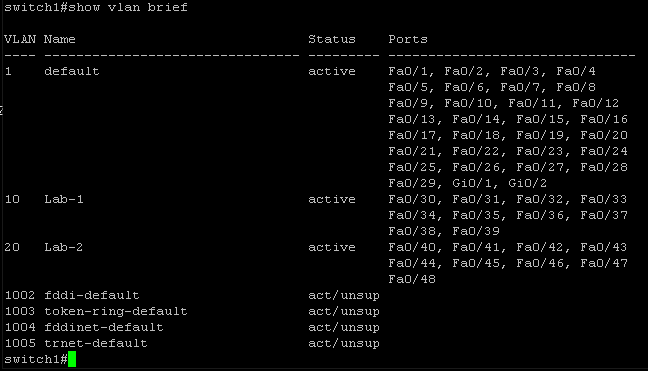 switch1#show vlan brief
VLAN Name                             Status    Ports
---- -------------------------------- --------- -------------------------------
1    default                          active    Fa0/1, Fa0/2, Fa0/3, Fa0/4
                                                Fa0/5, Fa0/6, Fa0/7, Fa0/8
                                                Fa0/9, Fa0/10, Fa0/11, Fa0/12
                                                Fa0/13, Fa0/14, Fa0/15, Fa0/16
                                                Fa0/17, Fa0/18, Fa0/19, Fa0/20
                                                Fa0/21, Fa0/22, Fa0/23, Fa0/24
                                                Fa0/25, Fa0/26, Fa0/27, Fa0/28
                                                Fa0/29, Gi0/1, Gi0/2
10   Lab-1                            active    Fa0/30, Fa0/31, Fa0/32, Fa0/33
                                                Fa0/34, Fa0/35, Fa0/36, Fa0/37
                                                Fa0/38, Fa0/39
20   Lab-2                            active    Fa0/40, Fa0/41, Fa0/42, Fa0/43
                                                Fa0/44, Fa0/45, Fa0/46, Fa0/47
                                                Fa0/48
1002 fddi-default                     act/unsup
1003 token-ring-default               act/unsup
1004 fddinet-default                  act/unsup
1005 trnet-default                    act/unsup
switch1#